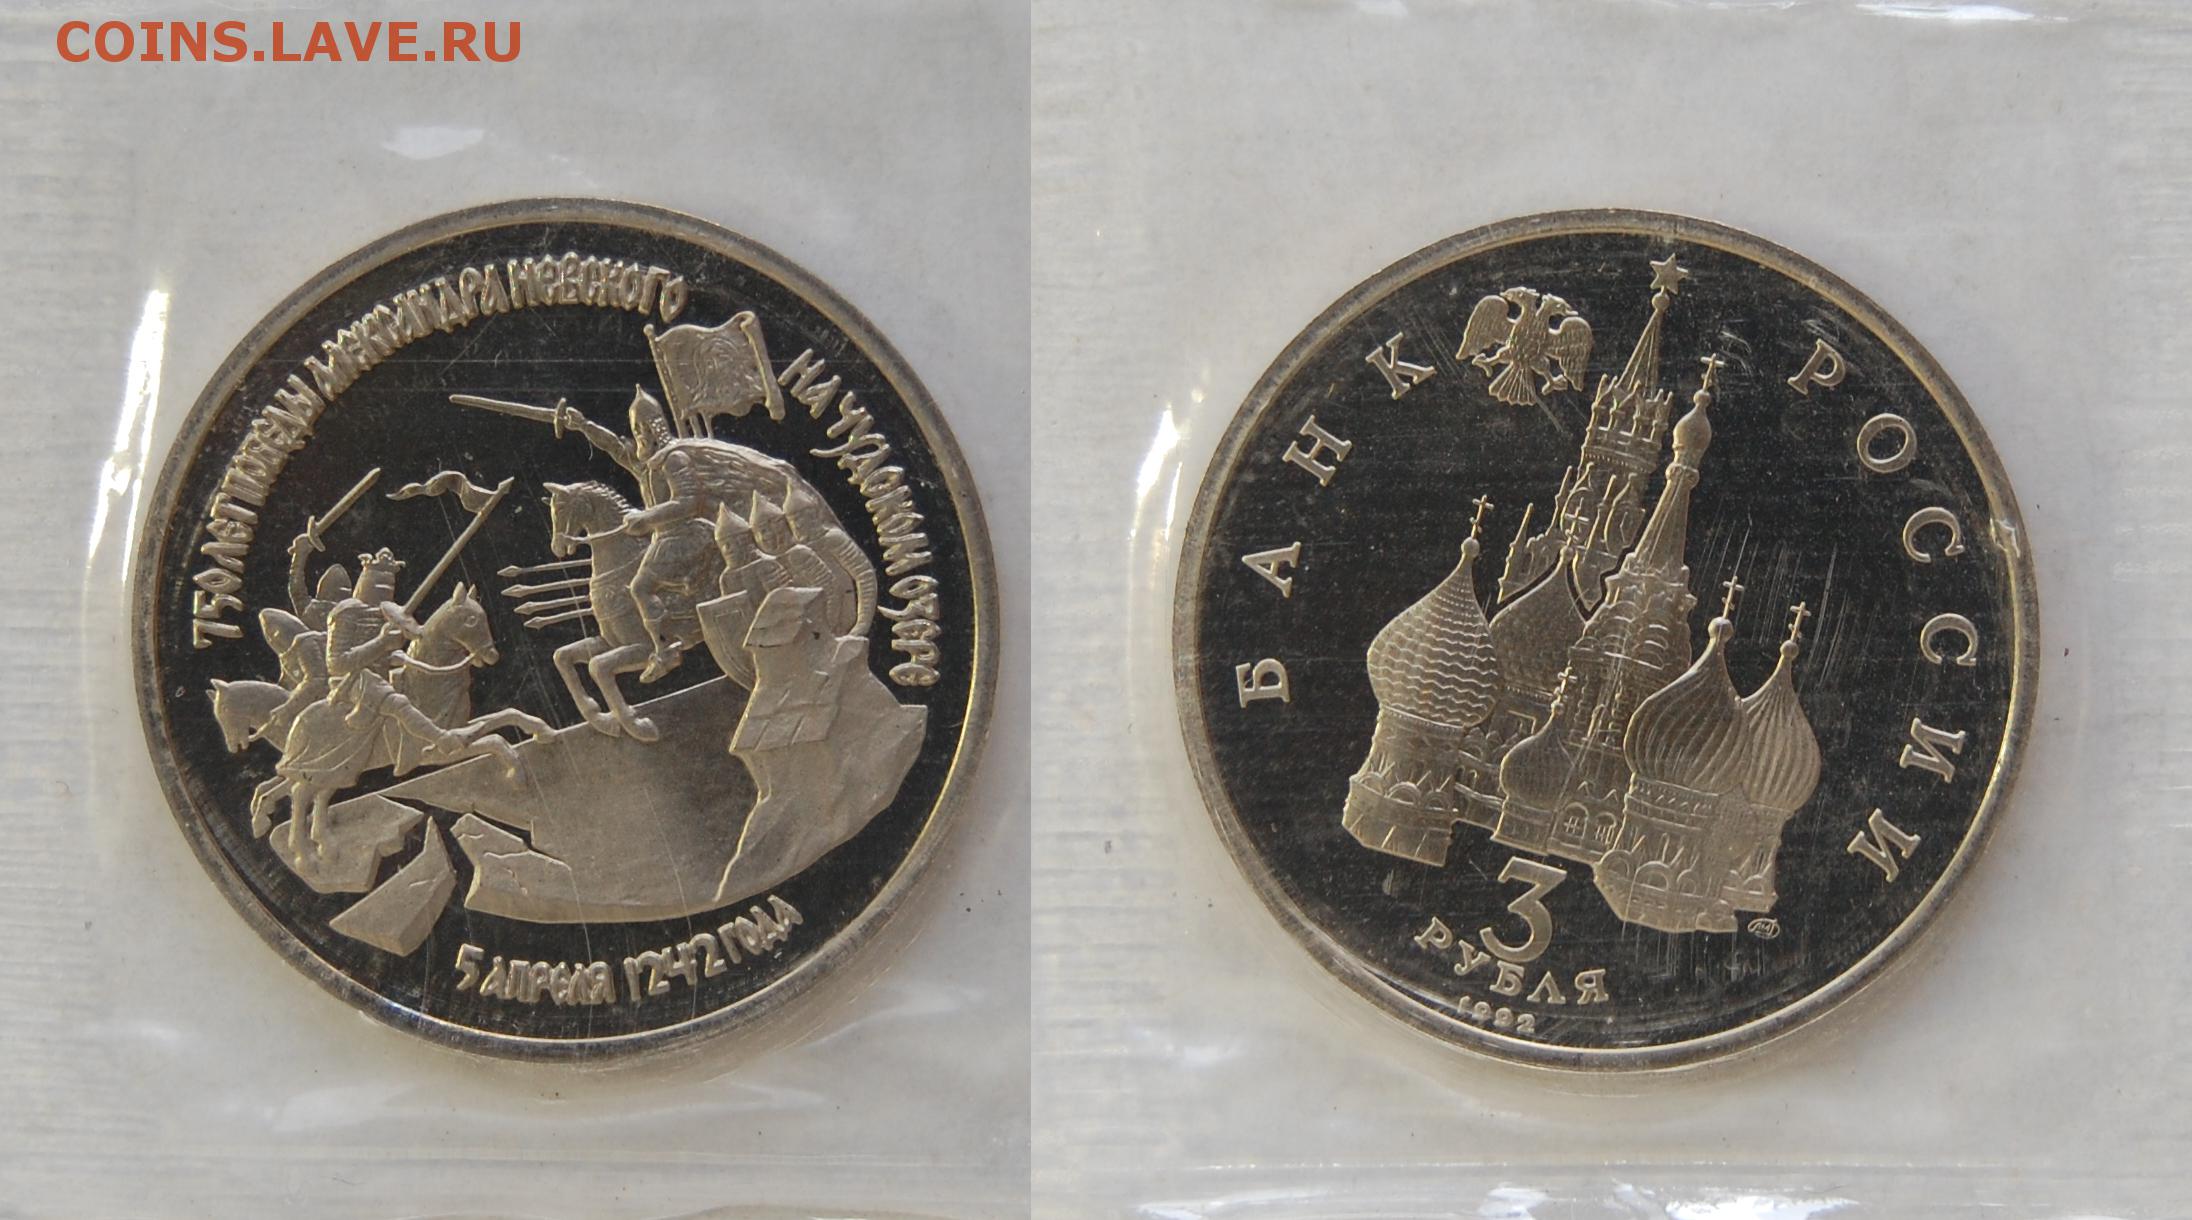 COINS.LAVE.RU
750 ЛЕТ ПОБЕДЫ АЛЕКСАНДРА НЕВСКОГО
НА ЧУДСКОМ ОЗЕРЕ
5 АПРЕЛЯ 1242 ГОДА
БАНК РОССИИ
3
РУБЛЯ
1992
ЛМД